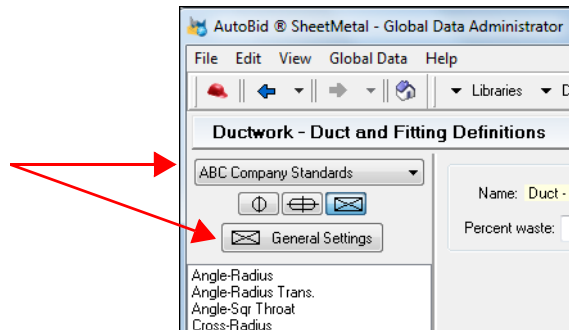 AutoBid ® SheetMetal - Global Data Administrator
File Edit View Global Data Help
Libraries
Ductwork - Duct and Fitting Definitions
ABC Company Standards
Name: Duct -
General Settings
Percent waste:
Angle-Radius
Angle-Radius Trans.
Angle-Sqr Throat
Cross-Radius